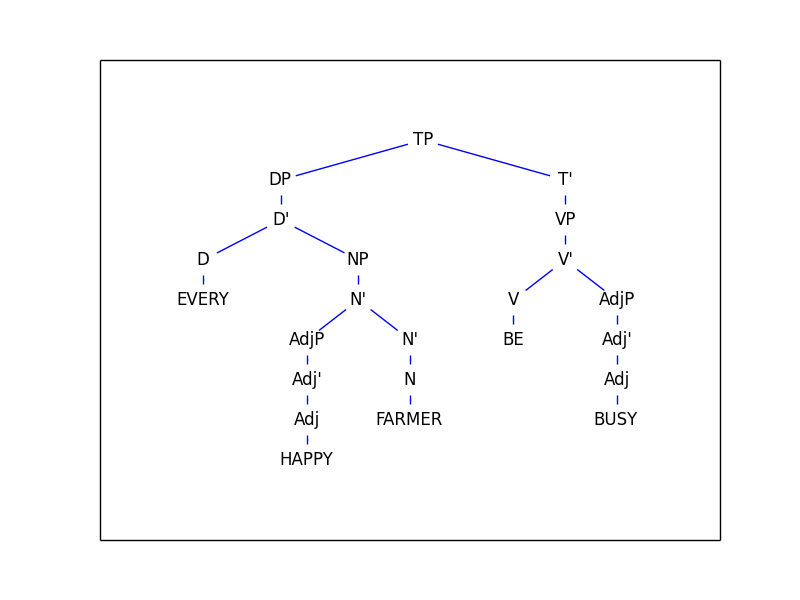 TP
DP T'
D' VP
D NP V'
EVERY N' V AdjP
AdjP N' BE Adj'
Adj' N Adj
Adj FARMER BUSY
HAPPY